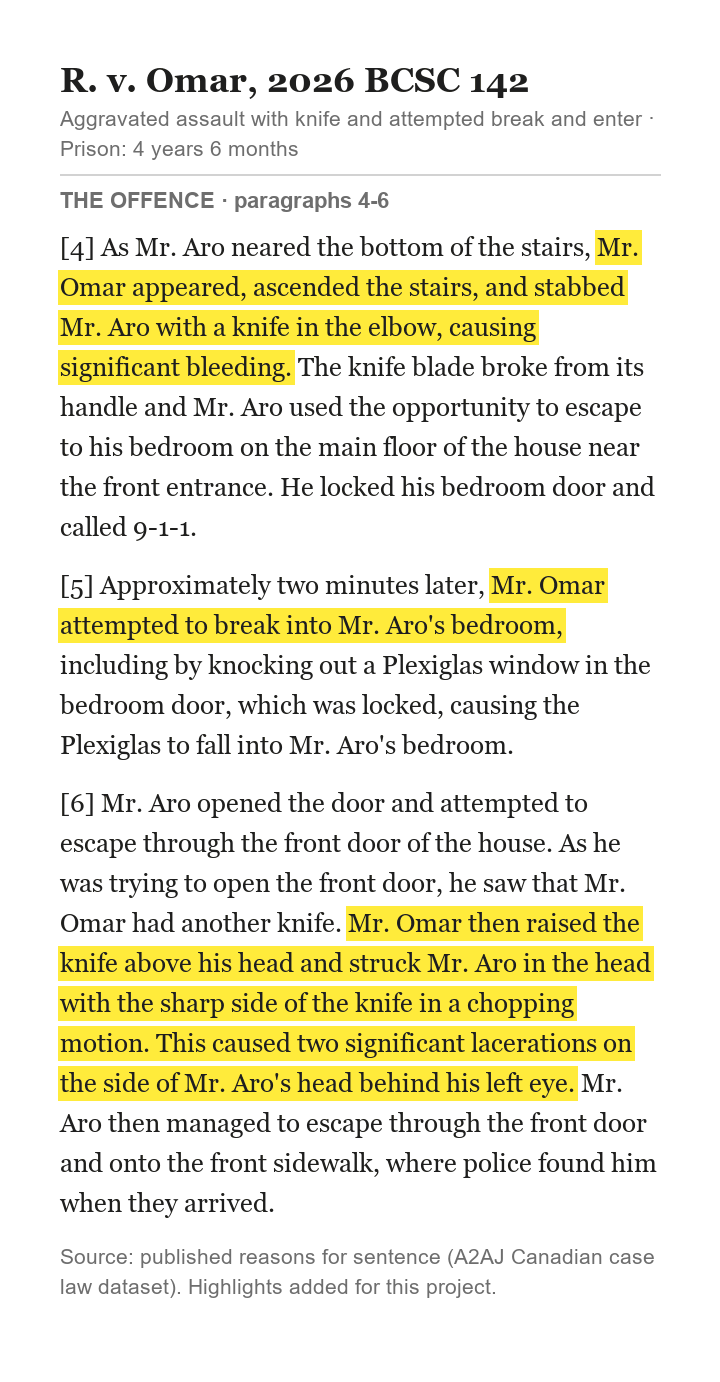 R. v. Omar, 2026 BCSC 142
Aggravated assault with knife and attempted break and enter ·
Prison: 4 years 6 months
THE OFFENCE · paragraphs 4-6
[4] As Mr. Aro neared the bottom of the stairs, Mr.
Omar appeared, ascended the stairs, and stabbed
Mr. Aro with a knife in the elbow, causing
significant bleeding. The knife blade broke from its
handle and Mr. Aro used the opportunity to escape
to his bedroom on the main floor of the house near
the front entrance. He locked his bedroom door and
called 9-1-1.
[5] Approximately two minutes later, Mr. Omar
attempted to break into Mr. Aro's bedroom,
including by knocking out a Plexiglas window in the
bedroom door, which was locked, causing the
Plexiglas to fall into Mr. Aro's bedroom.
[6] Mr. Aro opened the door and attempted to
escape through the front door of the house. As he
was trying to open the front door, he saw that Mr.
Omar had another knife. Mr. Omar then raised the
knife above his head and struck Mr. Aro in the head
with the sharp side of the knife in a chopping
motion. This caused two significant lacerations on
the side of Mr. Aro's head behind his left eye. Mr.
Aro then managed to escape through the front door
and onto the front sidewalk, where police found him
when they arrived.
Source: published reasons for sentence (A2AJ Canadian case
law dataset). Highlights added for this project.